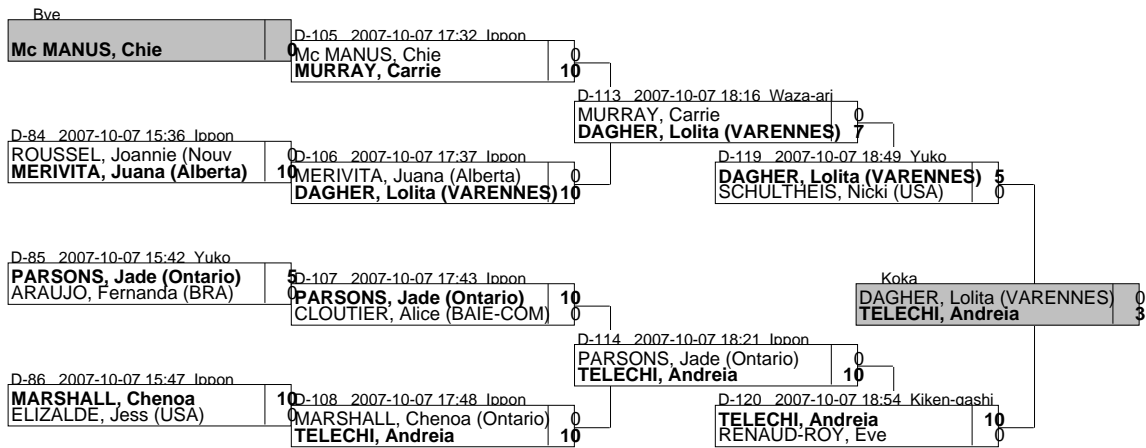 Bye
Mc MANUS, Chie 0
D-105 2007-10-07 17:32 Ippon
Mc MANUS, Chie 0
MURRAY, Carrie 10
D-113 2007-10-07 18:16 Waza-ari
MURRAY, Carrie 0
DAGHER, Lolita (VARENNES) 7
D-84 2007-10-07 15:36 Ippon
ROUSSEL, Joannie (Nouv 0
MERIVITA, Juana (Alberta) 10
D-106 2007-10-07 17:37 Ippon
MERIVITA, Juana (Alberta) 0
DAGHER, Lolita (VARENNES) 10
D-119 2007-10-07 18:49 Yuko
DAGHER, Lolita (VARENNES) 5
SCHULTHEIS, Nicki (USA) 0
D-85 2007-10-07 15:42 Yuko
PARSONS, Jade (Ontario) 5
ARAUJO, Fernanda (BRA) 0
D-107 2007-10-07 17:43 Ippon
PARSONS, Jade (Ontario) 10
CLOUTIER, Alice (BAIE-COM) 0
Koka
DAGHER, Lolita (VARENNES) 0
TELECHI, Andreia 3
D-114 2007-10-07 18:21 Ippon
PARSONS, Jade (Ontario) 0
TELECHI, Andreia 10
D-86 2007-10-07 15:47 Ippon
MARSHALL, Chenoa 10
ELIZALDE, Jess (USA) 0
D-108 2007-10-07 17:48 Ippon
MARSHALL, Chenoa (Ontario) 0
TELECHI, Andreia 10
D-120 2007-10-07 18:54 Kiken-gashi
TELECHI, Andreia 10
RENAUD-ROY, Eve 0